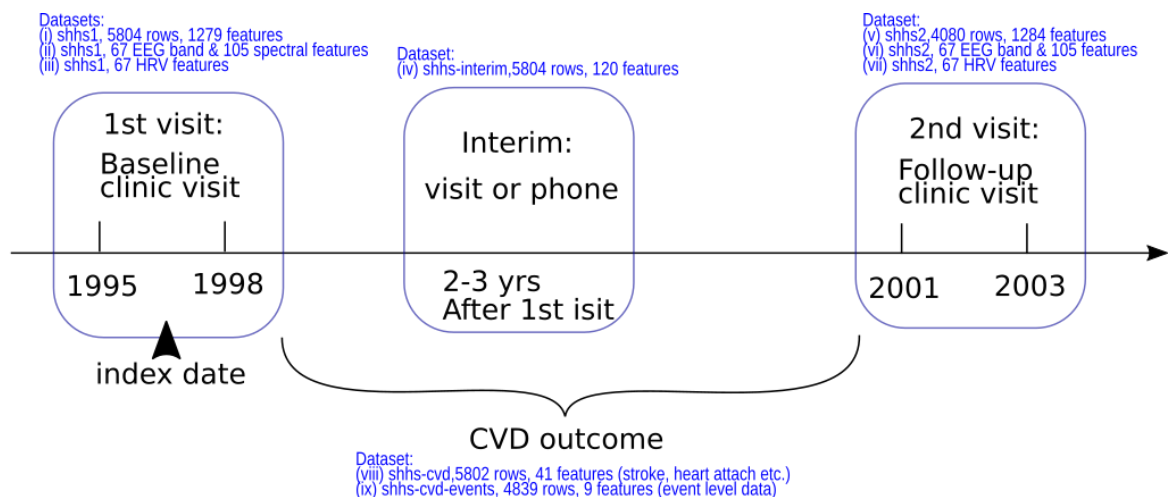 Datasets:
(i) shhs1, 5804 rows, 1279 features
(ii) shhs1, 67 EEG band & 105 spectral features
(iii) shhs1, 67 HRV features
Dataset:
(iv) shhs-interim,5804 rows, 120 features
Dataset:
(v) shhs2,4080 rows, 1284 features
(vi) shhs2, 67 EEG band & 105 features
(vii) shhs2, 67 HRV features
1st visit:
Baseline
clinic visit
1995
1998
index date
Interim:
visit or phone
2-3 yrs
After 1st isit
2nd visit:
Follow-up
clinic visit
2001
2003
CVD outcome
Dataset:
(viii) shhs-cvd,5802 rows, 41 features (stroke, heart attach etc.)
(ix) shhs-cvd-events, 4839 rows, 9 features (event level data)